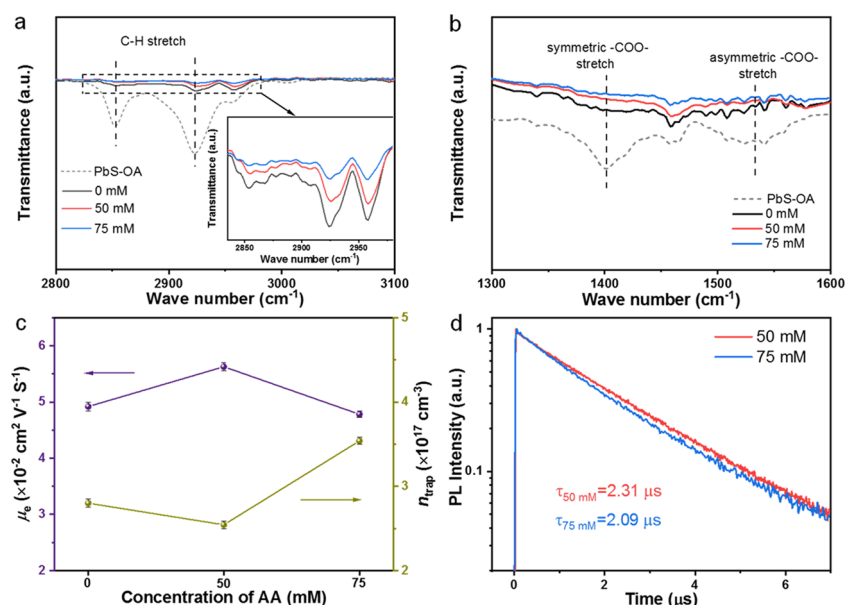 a
C-H stretch
Transmittance (a.u.)
PbS-OA
0 mM
50 mM
75 mM
Transmittance (a.u.)
2850 2900 2950
Wave number (cm⁻¹)
2800 2900 3000 3100
Wave number (cm⁻¹)
b
symmetric -COO-
stretch
asymmetric -COO-
stretch
Transmittance (a.u.)
PbS-OA
0 mM
50 mM
75 mM
1300 1400 1500 1600
Wave number (cm⁻¹)
c
μe (×10⁻² cm² V⁻¹ S⁻¹)
6
5
4
3
2
ntrap (×10¹⁷ cm⁻³)
5
4
3
2
0 50 75
Concentration of AA (mM)
d
50 mM
75 mM
PL Intensity (a.u.)
1
0.1
τ50 mM=2.31 μs
τ75 mM=2.09 μs
0 2 4 6
Time (μs)